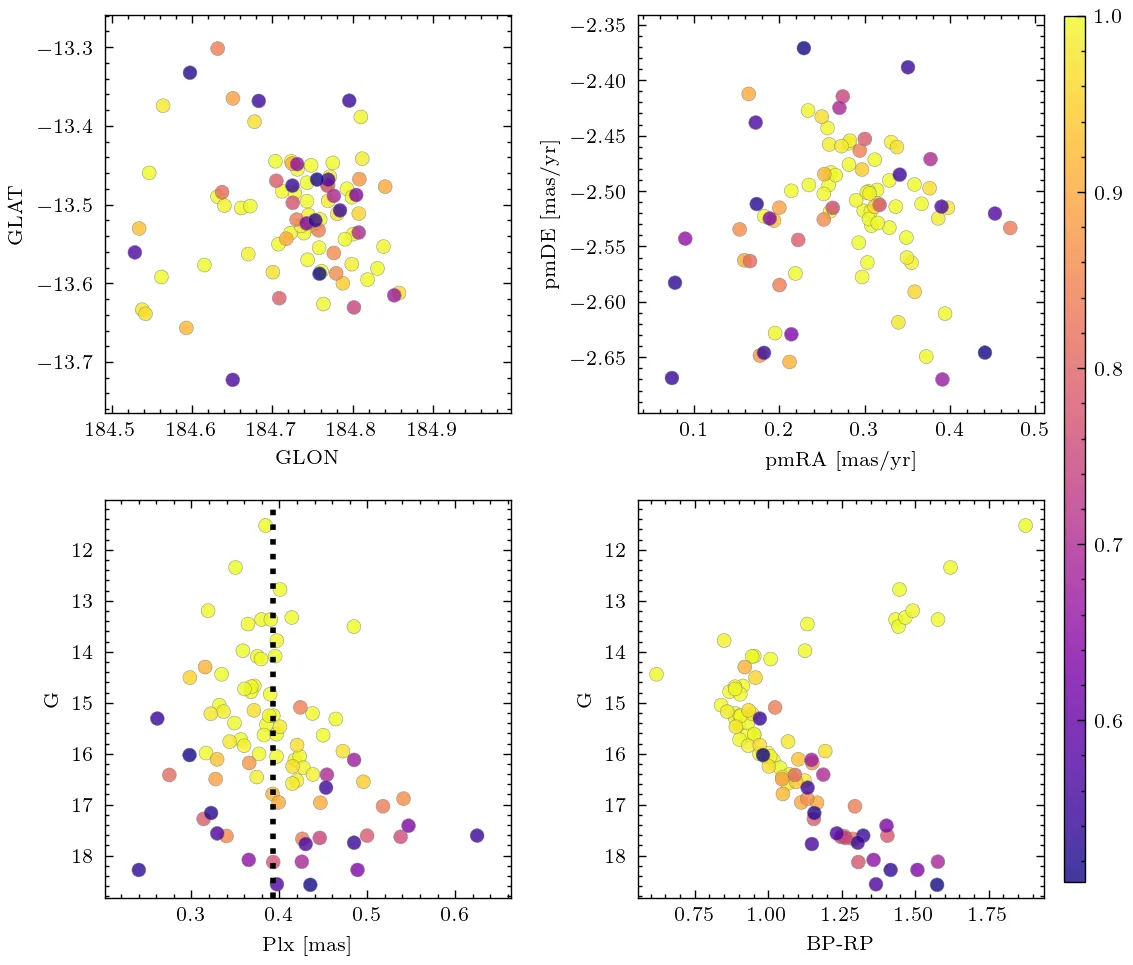 −13.3
−13.4
−13.5
−13.6
−13.7
GLAT
184.5 184.6 184.7 184.8 184.9
GLON
−2.35
−2.40
−2.45
−2.50
−2.55
−2.60
−2.65
pmDE [mas/yr]
0.1 0.2 0.3 0.4 0.5
pmRA [mas/yr]
1.0
0.9
0.8
0.7
0.6
12
13
14
15
16
17
18
G
0.3 0.4 0.5 0.6
Plx [mas]
12
13
14
15
16
17
18
G
0.75 1.00 1.25 1.50 1.75
BP-RP